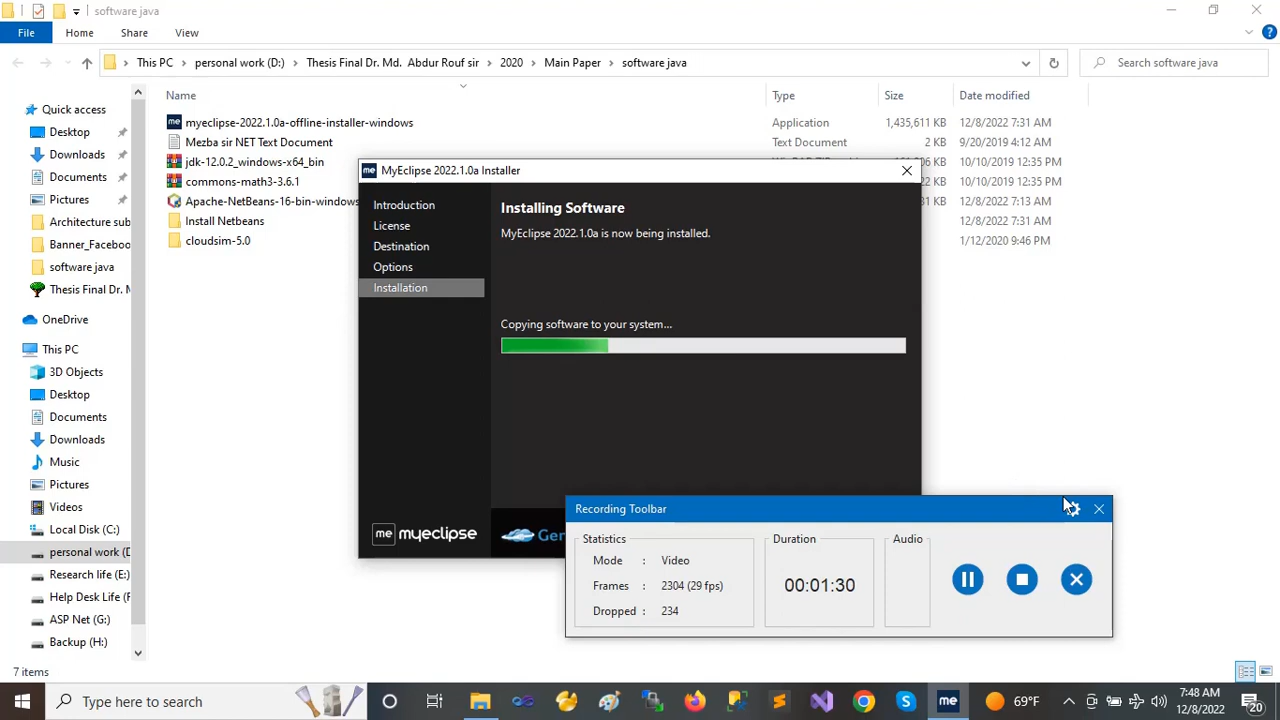 software java
File
Home
Share
View
This PC
personal work (D:)
Thesis Final Dr. Md. Abdur Rouf sir
2020
Main Paper
software java
Search software java
Name
Type
Size
Date modified
myeclipse-2022.1.0a-offline-installer-windows
Application
1,435,611 KB
12/8/2022 7:31 AM
Mezba sir NET Text Document
Text Document
2 KB
9/20/2019 4:12 AM
jdk-12.0.2_windows-x64_bin
10/10/2019 12:35 PM
commons-math3-3.6.1
KB
10/10/2019 12:35 PM
Apache-NetBeans-16-bin-windows
KB
12/8/2022 7:13 AM
Install Netbeans
12/8/2022 7:31 AM
cloudsim-5.0
1/12/2020 9:46 PM
Quick access
Desktop
Downloads
Documents
Pictures
Architecture sub
Banner_Facebo
software java
Thesis Final Dr. M
OneDrive
This PC
3D Objects
Desktop
Documents
Downloads
Music
Pictures
Videos
Local Disk (C:)
personal work (D
Research life (E:)
Help Desk Life (F
ASP Net (G:)
Backup (H:)
7 items
me MyEclipse 2022.1.0a Installer
Introduction
License
Destination
Options
Installation
Installing Software
MyEclipse 2022.1.0a is now being installed.
Copying software to your system...
me myeclipse
Ge
Recording Toolbar
Statistics
Mode : Video
Frames : 2304 (29 fps)
Dropped : 234
Duration
00:01:30
Audio
Type here to search
me
69°F
7:48 AM
12/8/2022
20